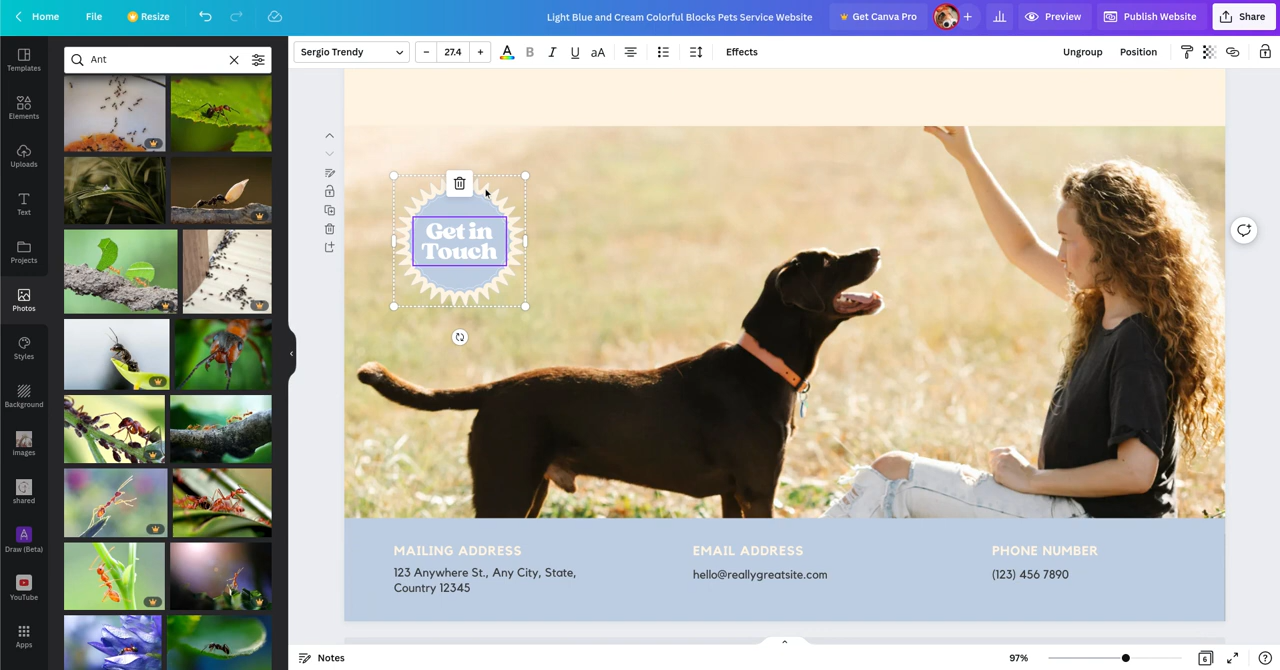 Home
File
Resize
Light Blue and Cream Colorful Blocks Pets Service Website
Get Canva Pro
Preview
Publish Website
Share
Templates
Elements
Uploads
Text
Projects
Photos
Styles
Background
Images
shared
Draw (Beta)
YouTube
Apps
Ant
Sergio Trendy
– 27.4 +
A B I U aA
Effects
Ungroup
Position
Get in
Touch
MAILING ADDRESS
123 Anywhere St., Any City, State,
Country 12345
EMAIL ADDRESS
hello@reallygreatsite.com
PHONE NUMBER
(123) 456 7890
Notes
97%
6